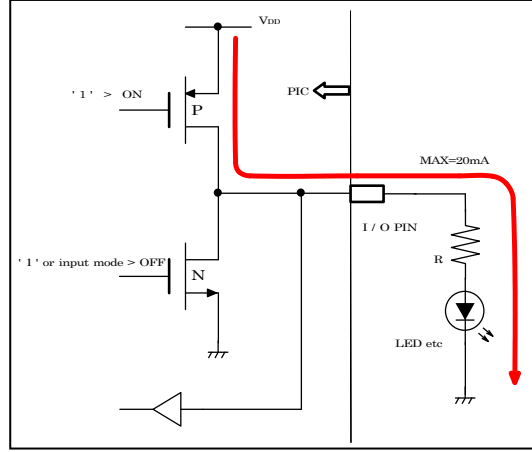 VDD
' 1 '  >  ON
PIC
P
MAX=20mA
I / O PIN
' 1 ' or input mode > OFF
N
R
LED etc